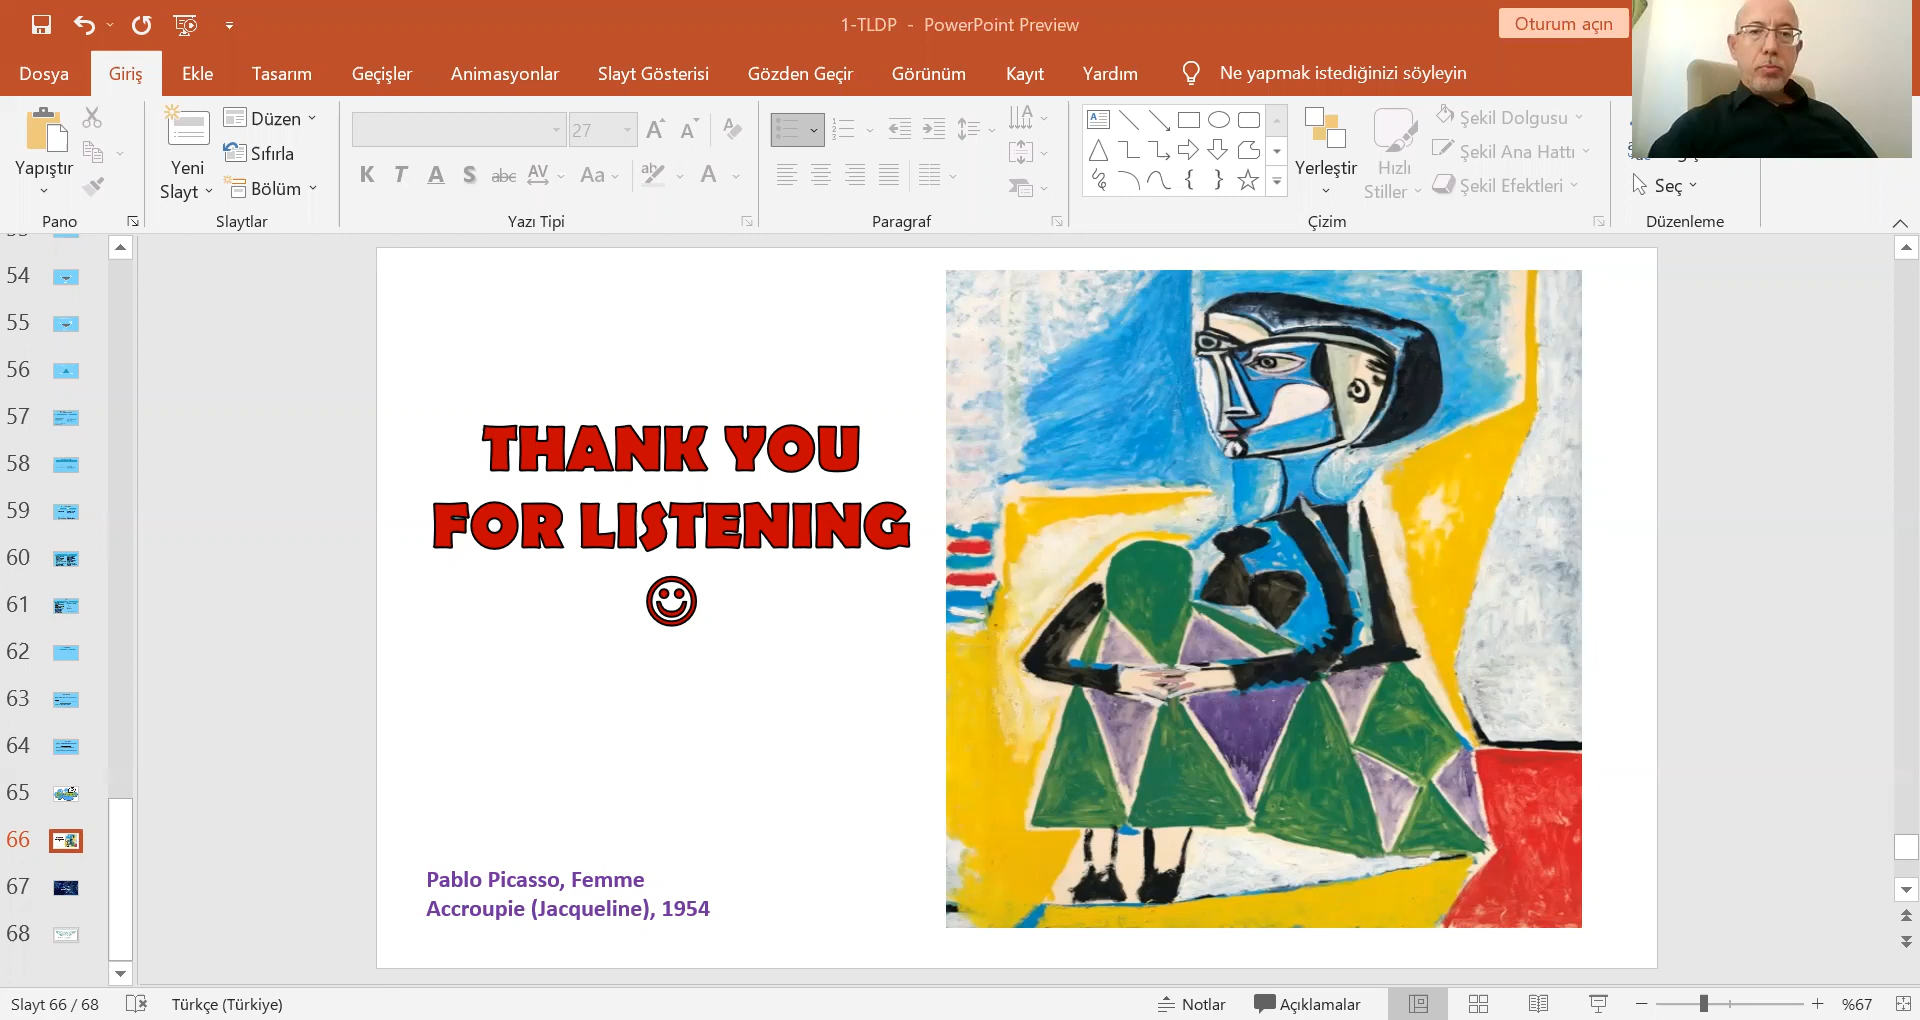 1-TLDP - PowerPoint Preview
Oturum açın
Dosya
Giriş
Ekle
Tasarım
Geçişler
Animasyonlar
Slayt Gösterisi
Gözden Geçir
Görünüm
Kayıt
Yardım
Ne yapmak istediğinizi söyleyin
Yapıştır
Yeni
Slayt
Düzen
Sıfırla
Bölüm
27
K T A S abc AV Aa
A
Yerleştir
Hızlı
Stiller
Şekil Dolgusu
Şekil Ana Hattı
Şekil Efektleri
Seç
Pano
Slaytlar
Yazı Tipi
Paragraf
Çizim
Düzenleme
54
55
56
57
58
59
60
61
62
63
64
65
66
67
68
THANK YOU
FOR LISTENING
Pablo Picasso, Femme
Accroupie (Jacqueline), 1954
Slayt 66 / 68
Türkçe (Türkiye)
Notlar
Açıklamalar
%67